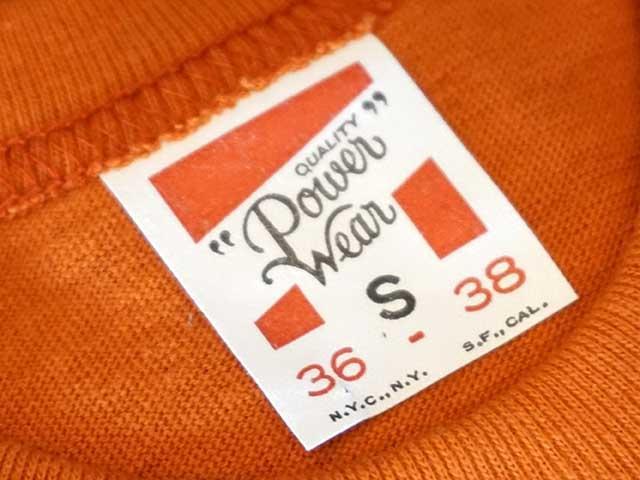 QUALITY
"Power"
Wear
S
36 - 38
N.Y.C., N.Y. S.F., CAL.